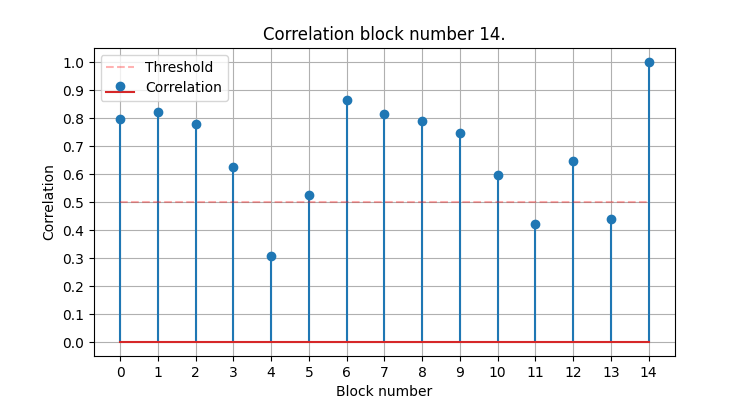 Correlation block number 14.
Threshold
Correlation
Correlation
1.0
0.9
0.8
0.7
0.6
0.5
0.4
0.3
0.2
0.1
0.0
0 1 2 3 4 5 6 7 8 9 10 11 12 13 14
Block number